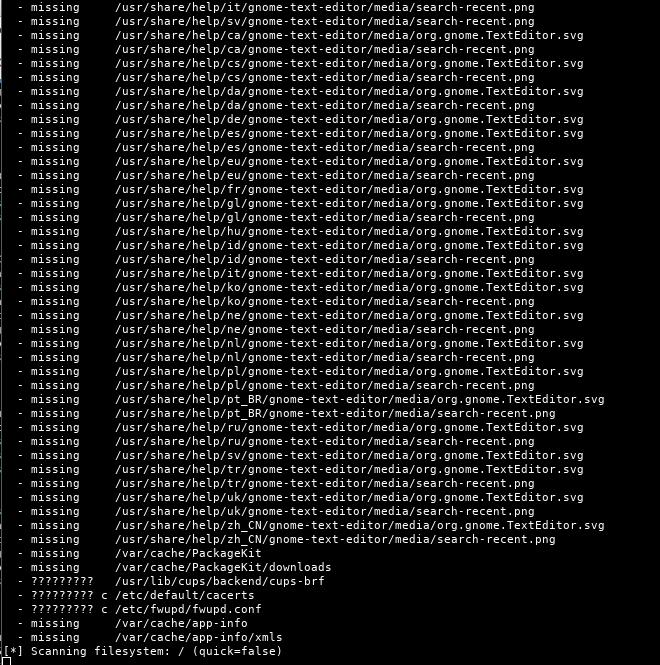 - missing     /usr/share/help/it/gnome-text-editor/media/search-recent.png
- missing     /usr/share/help/sv/gnome-text-editor/media/search-recent.png
- missing     /usr/share/help/ca/gnome-text-editor/media/org.gnome.TextEditor.svg
- missing     /usr/share/help/ca/gnome-text-editor/media/search-recent.png
- missing     /usr/share/help/cs/gnome-text-editor/media/org.gnome.TextEditor.svg
- missing     /usr/share/help/cs/gnome-text-editor/media/search-recent.png
- missing     /usr/share/help/da/gnome-text-editor/media/org.gnome.TextEditor.svg
- missing     /usr/share/help/da/gnome-text-editor/media/search-recent.png
- missing     /usr/share/help/de/gnome-text-editor/media/org.gnome.TextEditor.svg
- missing     /usr/share/help/es/gnome-text-editor/media/org.gnome.TextEditor.svg
- missing     /usr/share/help/es/gnome-text-editor/media/search-recent.png
- missing     /usr/share/help/eu/gnome-text-editor/media/org.gnome.TextEditor.svg
- missing     /usr/share/help/eu/gnome-text-editor/media/search-recent.png
- missing     /usr/share/help/fr/gnome-text-editor/media/org.gnome.TextEditor.svg
- missing     /usr/share/help/gl/gnome-text-editor/media/org.gnome.TextEditor.svg
- missing     /usr/share/help/gl/gnome-text-editor/media/search-recent.png
- missing     /usr/share/help/hu/gnome-text-editor/media/org.gnome.TextEditor.svg
- missing     /usr/share/help/id/gnome-text-editor/media/org.gnome.TextEditor.svg
- missing     /usr/share/help/id/gnome-text-editor/media/search-recent.png
- missing     /usr/share/help/it/gnome-text-editor/media/org.gnome.TextEditor.svg
- missing     /usr/share/help/ko/gnome-text-editor/media/org.gnome.TextEditor.svg
- missing     /usr/share/help/ko/gnome-text-editor/media/search-recent.png
- missing     /usr/share/help/ne/gnome-text-editor/media/org.gnome.TextEditor.svg
- missing     /usr/share/help/ne/gnome-text-editor/media/search-recent.png
- missing     /usr/share/help/nl/gnome-text-editor/media/org.gnome.TextEditor.svg
- missing     /usr/share/help/nl/gnome-text-editor/media/search-recent.png
- missing     /usr/share/help/pl/gnome-text-editor/media/org.gnome.TextEditor.svg
- missing     /usr/share/help/pl/gnome-text-editor/media/search-recent.png
- missing     /usr/share/help/pt_BR/gnome-text-editor/media/org.gnome.TextEditor.svg
- missing     /usr/share/help/pt_BR/gnome-text-editor/media/search-recent.png
- missing     /usr/share/help/ru/gnome-text-editor/media/org.gnome.TextEditor.svg
- missing     /usr/share/help/ru/gnome-text-editor/media/search-recent.png
- missing     /usr/share/help/sv/gnome-text-editor/media/org.gnome.TextEditor.svg
- missing     /usr/share/help/tr/gnome-text-editor/media/org.gnome.TextEditor.svg
- missing     /usr/share/help/tr/gnome-text-editor/media/search-recent.png
- missing     /usr/share/help/uk/gnome-text-editor/media/org.gnome.TextEditor.svg
- missing     /usr/share/help/uk/gnome-text-editor/media/search-recent.png
- missing     /usr/share/help/zh_CN/gnome-text-editor/media/org.gnome.TextEditor.svg
- missing     /usr/share/help/zh_CN/gnome-text-editor/media/search-recent.png
- missing     /var/cache/PackageKit
- missing     /var/cache/PackageKit/downloads
- ?????????   /usr/lib/cups/backend/cups-brf
- ????????? c /etc/default/cacerts
- ????????? c /etc/fwupd/fwupd.conf
- missing     /var/cache/app-info
- missing     /var/cache/app-info/xmls
[*] Scanning filesystem: / (quick=false)